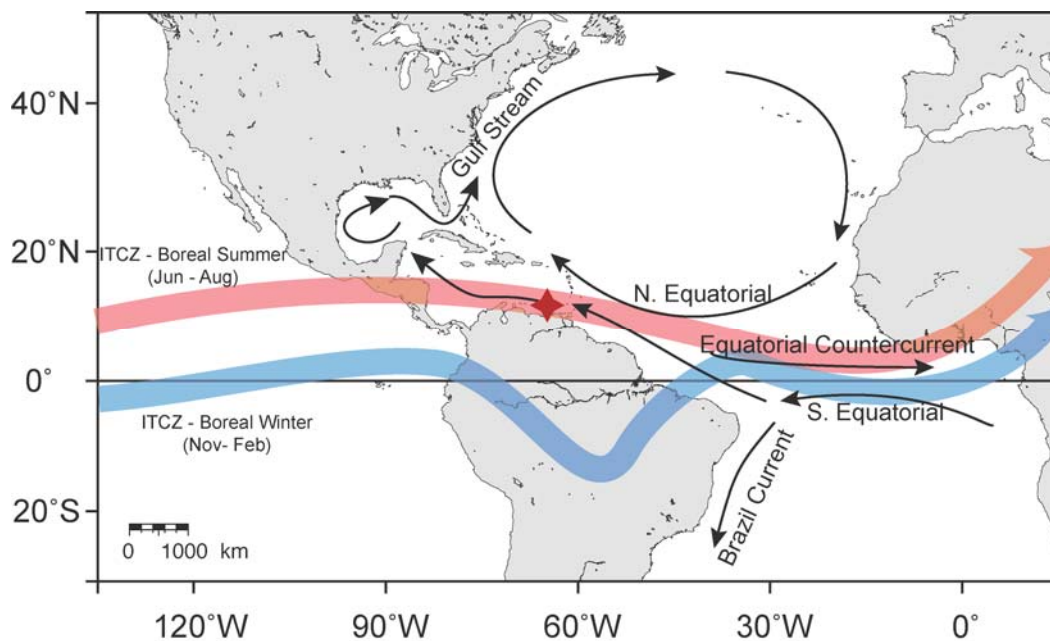 40°N
Gulf Stream
20°N
ITCZ - Boreal Summer
(Jun - Aug)
N. Equatorial
Equatorial Countercurrent
0°
S. Equatorial
ITCZ - Boreal Winter
(Nov- Feb)
Brazil Current
20°S
0 1000 km
120°W 90°W 60°W 30°W 0°